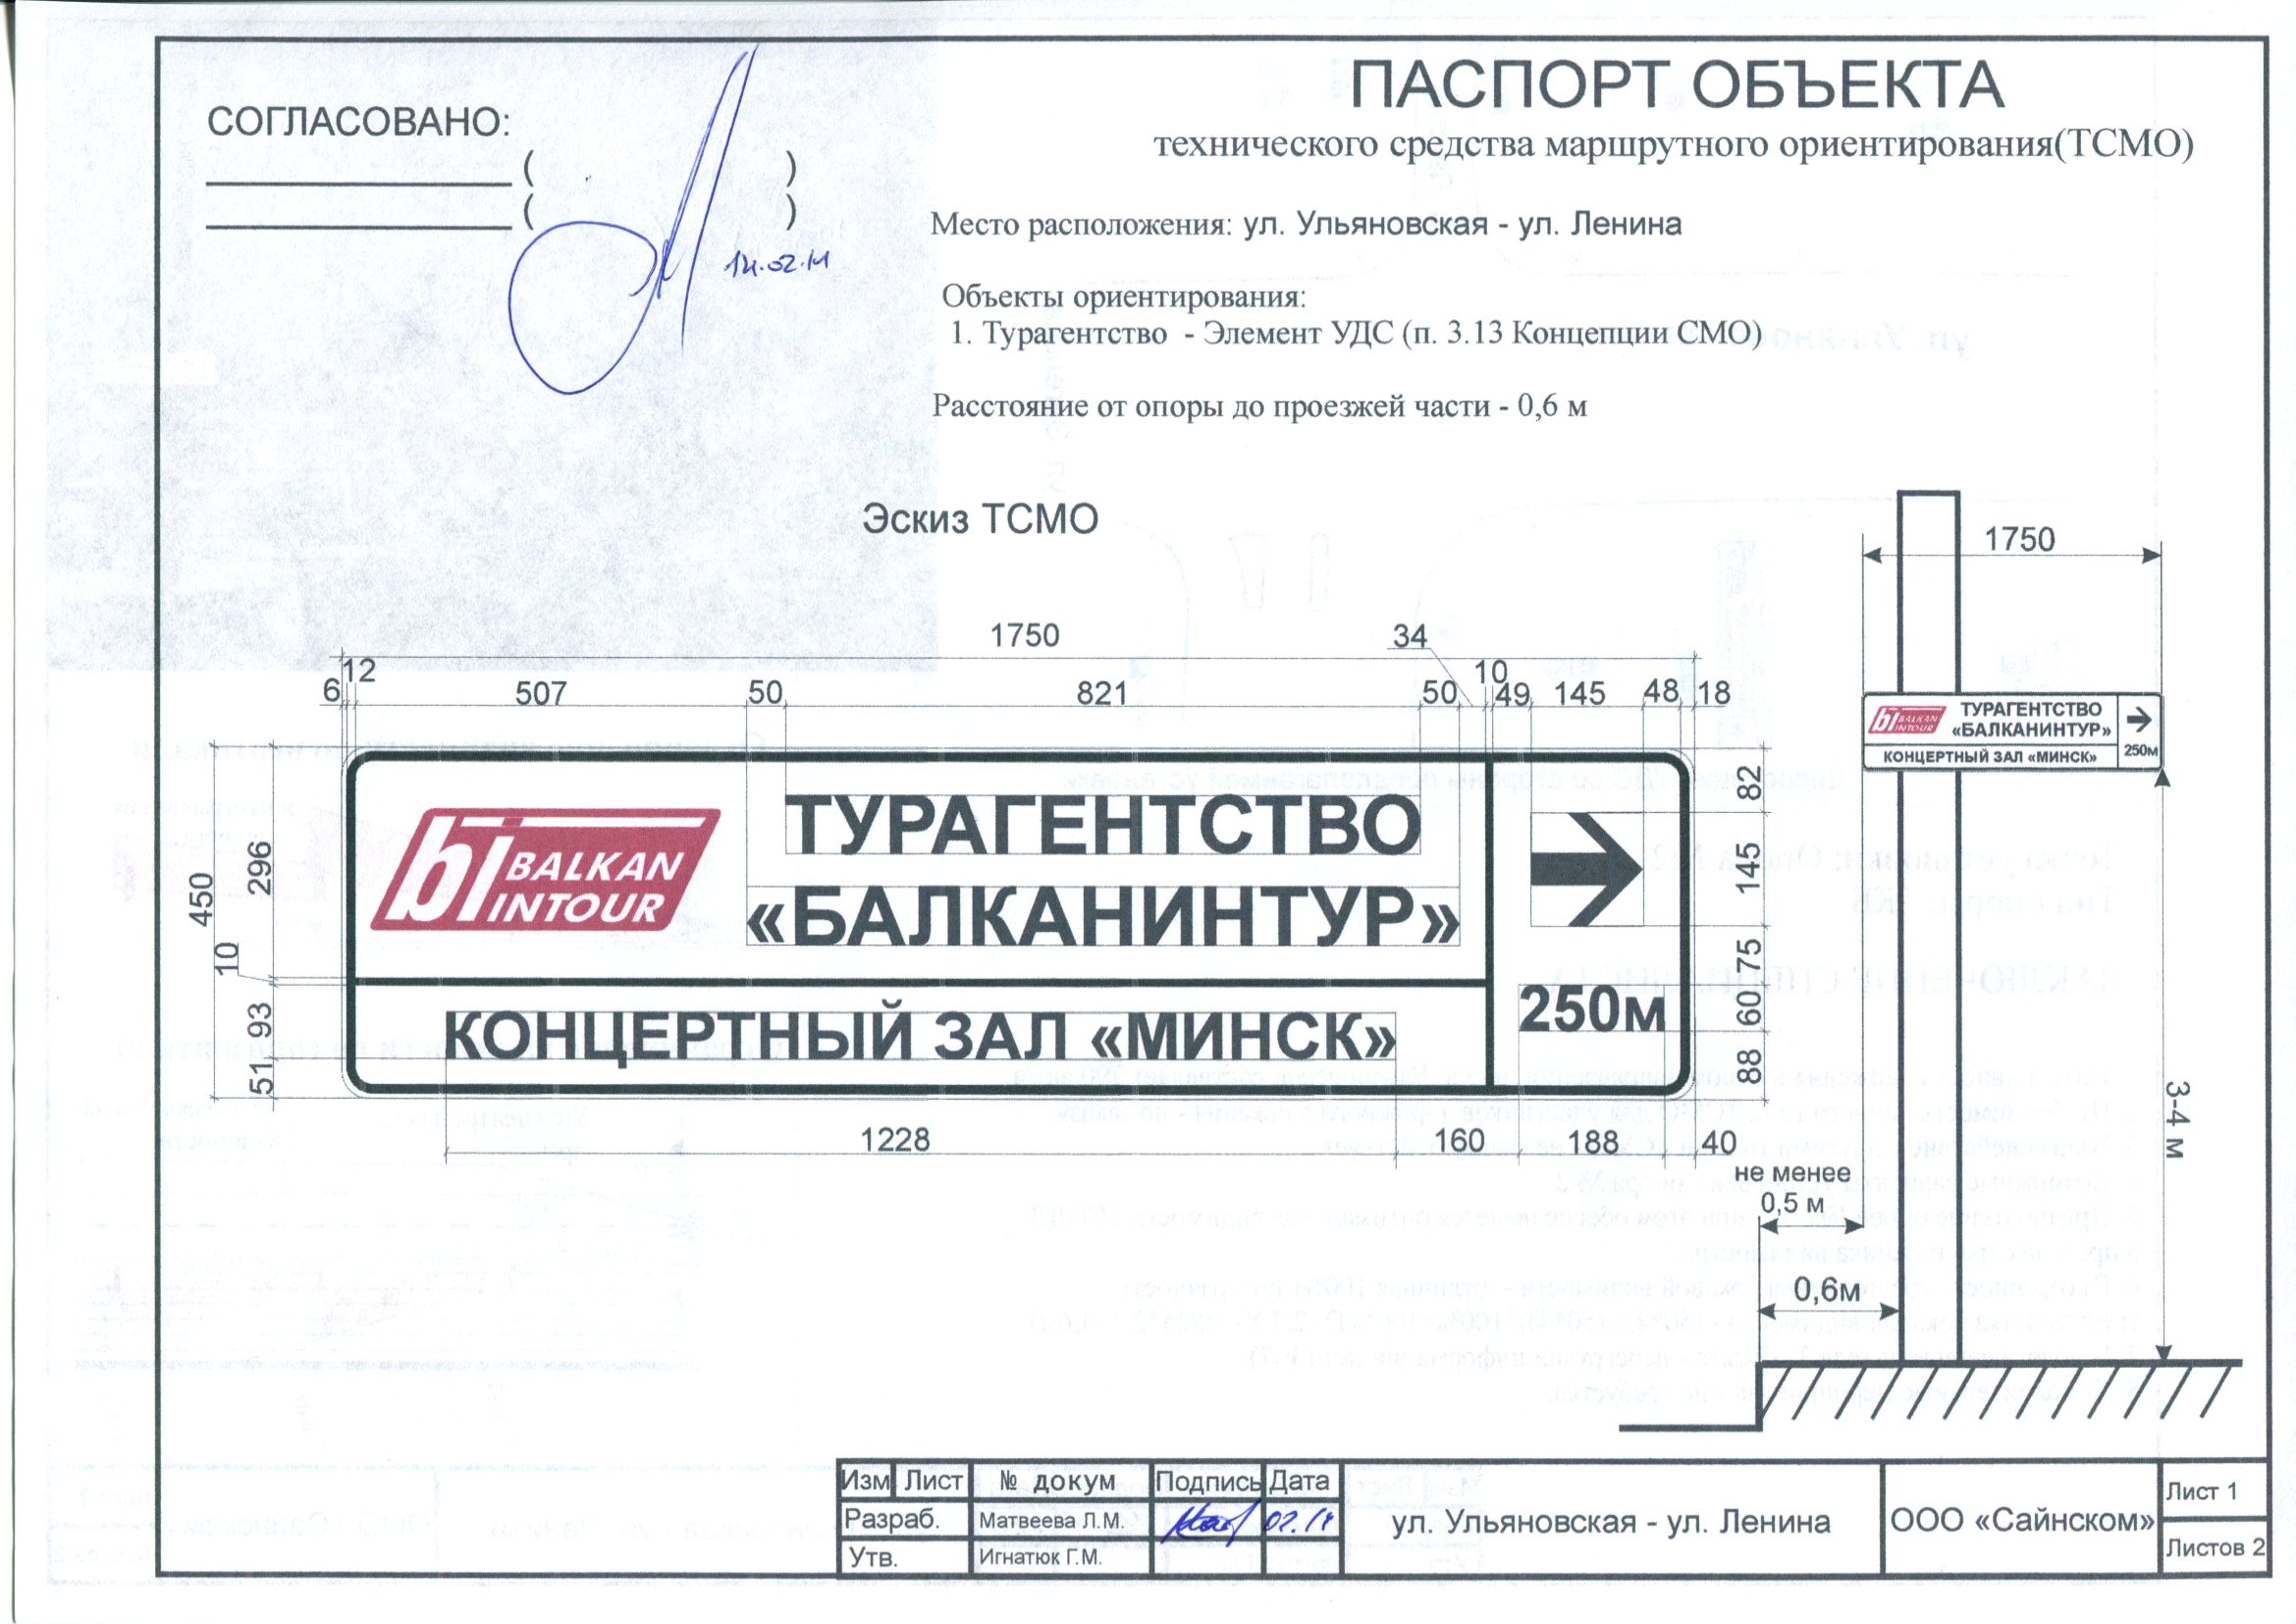 ПАСПОРТ ОБЪЕКТА
технического средства маршрутного ориентирования(ТСМО)
СОГЛАСОВАНО:
( )
( )
14.02.14
Место расположения: ул. Ульяновская - ул. Ленина
Объекты ориентирования:
1. Турагентство - Элемент УДС (п. 3.13 Концепции СМО)
Расстояние от опоры до проезжей части - 0,6 м
Эскиз ТСМО
1750
34
6 12 507 50 821 50 10 49 145 48 18
450
296
10
93
51
bi BALKAN
INTOUR
ТУРАГЕНТСТВО
«БАЛКАНИНТУР»
КОНЦЕРТНЫЙ ЗАЛ «МИНСК»
250м
82
145
75
60
88
1228 160 188 40
1750
bi BALKAN
INTOUR
ТУРАГЕНТСТВО
«БАЛКАНИНТУР»
КОНЦЕРТНЫЙ ЗАЛ «МИНСК»
250м
3-4 м
не менее
0,5 м
0,6м
Изм Лист № докум Подпись Дата
Разраб. Матвеева Л.М. 02.14
Утв. Игнатюк Г.М.
ул. Ульяновская - ул. Ленина
ООО «Сайнском»
Лист 1
Листов 2